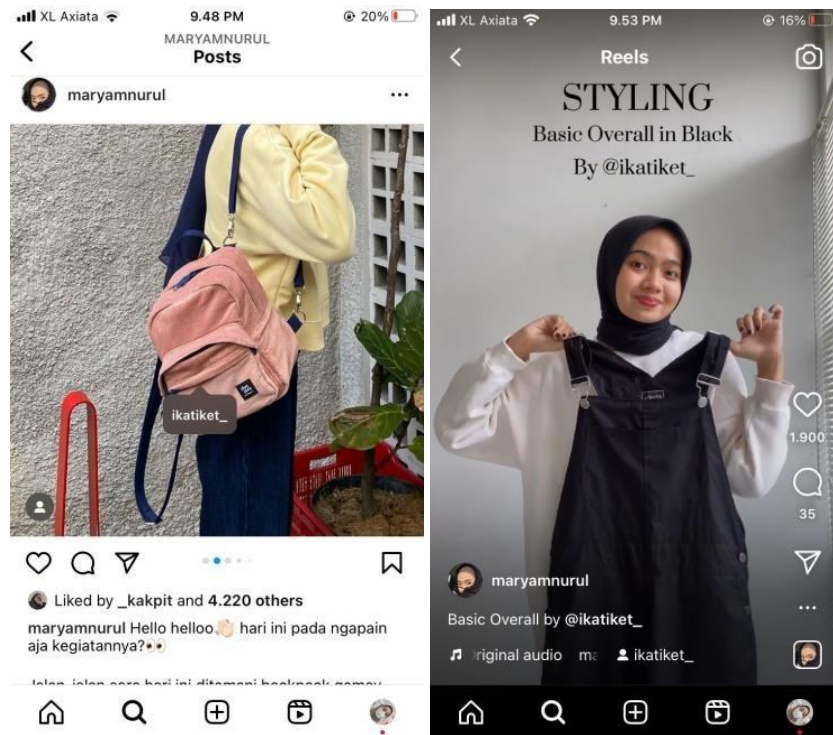 XL Axiata 9.48 PM 20%
MARYAMNURUL
Posts
maryamnurul
ikatiket_
Liked by _kakpit and 4.220 others
maryamnurul Hello helloo👋🏻 hari ini pada ngapain
aja kegiatannya?👀
XL Axiata 9.53 PM 16%
Reels
STYLING
Basic Overall in Black
By @ikatiket_
1.900
35
maryamnurul
Basic Overall by @ikatiket_
riginal audio ma ikatiket_